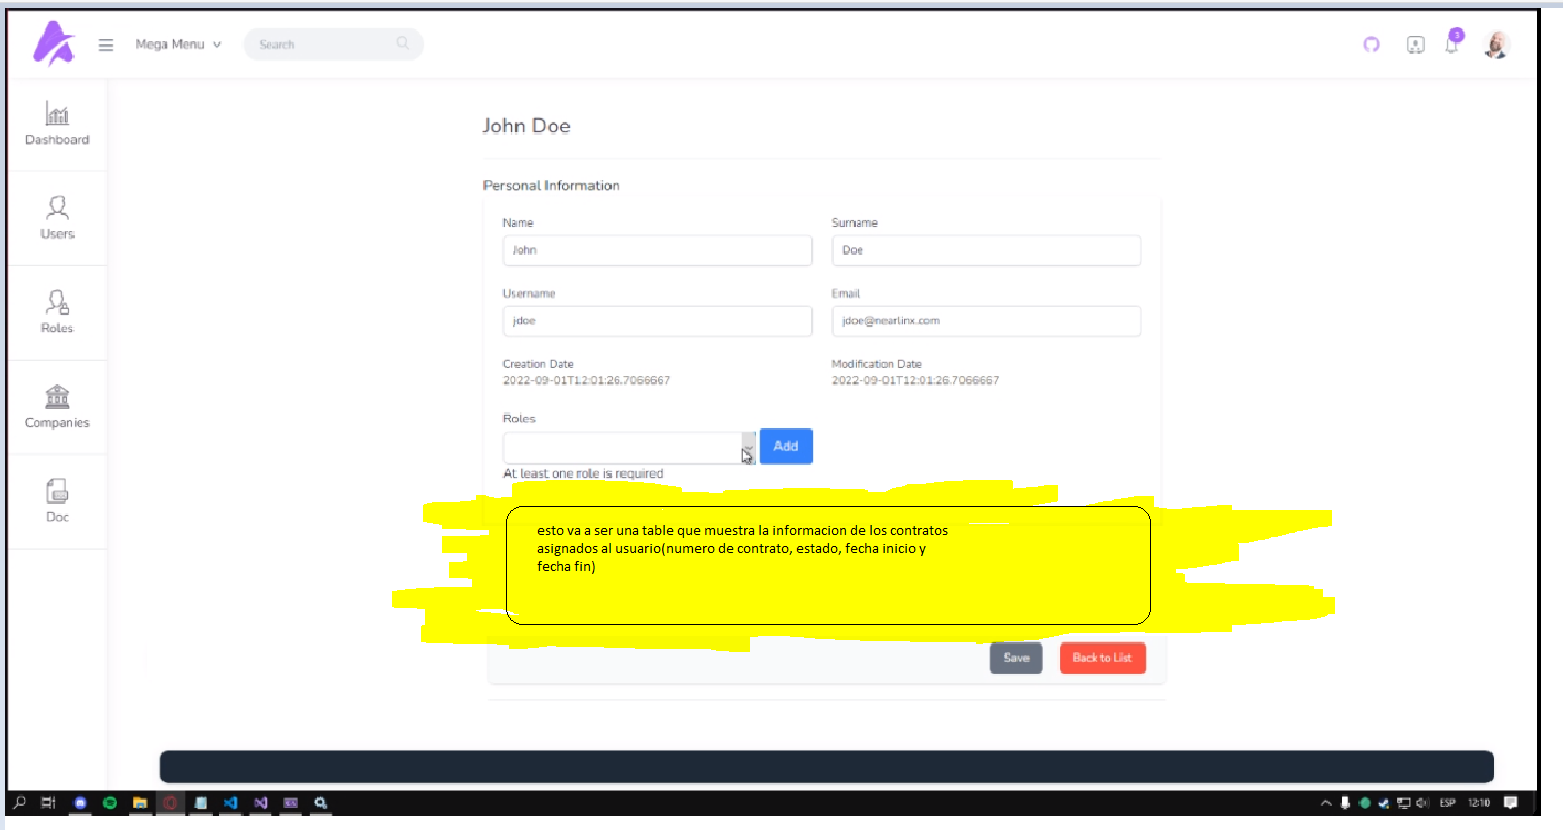 Mega Menu
Search
3
Dashboard
Users
Roles
Companies
Doc
John Doe
Personal Information
Name
Surname
John
Doe
Username
Email
jdoe
jdoe@nearlinx.com
Creation Date
Modification Date
2022-09-01T12:01:26.7066667
2022-09-01T12:01:26.7066667
Roles
Add
At least one role is required
esto va a ser una table que muestra la informacion de los contratos
asignados al usuario(numero de contrato, estado, fecha inicio y
fecha fin)
Save
Back to List
ESP
12:10